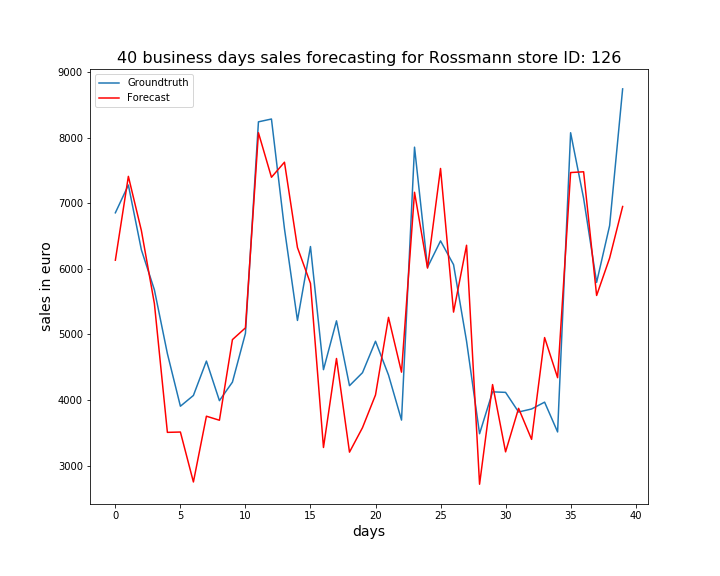 40 business days sales forecasting for Rossmann store ID: 126
Groundtruth
Forecast
sales in euro
9000
8000
7000
6000
5000
4000
3000
0 5 10 15 20 25 30 35 40
days